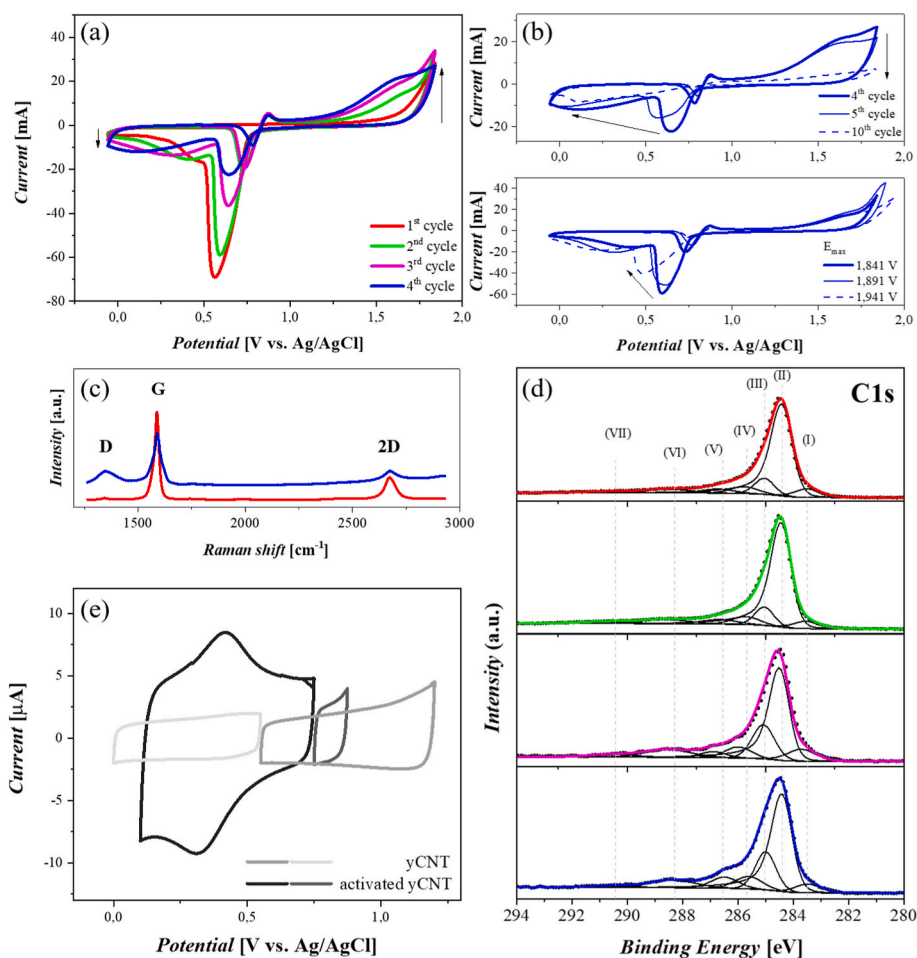 (a)
Current [mA]
40
20
0
-20
-40
-60
-80
1st cycle
2nd cycle
3rd cycle
4th cycle
0,0 0,5 1,0 1,5 2,0
Potential [V vs. Ag/AgCl]
(b)
Current [mA]
20
0
-20
4th cycle
5th cycle
10th cycle
0,0 0,5 1,0 1,5 2,0
Current [mA]
40
20
0
-20
-40
-60
Emax
1,841 V
1,891 V
1,941 V
0,0 0,5 1,0 1,5 2,0
Potential [V vs. Ag/AgCl]
(c)
Intensity [a.u.]
D
G
2D
1500 2000 2500 3000
Raman shift [cm-1]
(d)
C1s
(VII)
(VI)
(V)
(IV)
(III)
(II)
(I)
Intensity (a.u.)
294 292 290 288 286 284 282 280
Binding Energy [eV]
(e)
Current [µA]
10
5
0
-5
-10
yCNT
activated yCNT
0.0 0.5 1.0
Potential [V vs. Ag/AgCl]